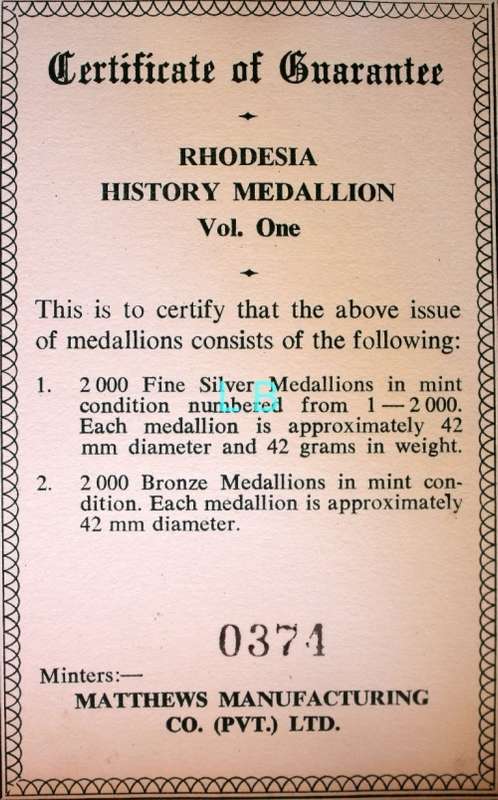 Certificate of Guarantee
RHODESIA
HISTORY MEDALLION
Vol. One
This is to certify that the above issue
of medallions consists of the following:
1. 2 000 Fine Silver Medallions in mint
condition numbered from 1 — 2 000.
Each medallion is approximately 42
mm diameter and 42 grams in weight.
2. 2 000 Bronze Medallions in mint con-
dition. Each medallion is approximately
42 mm diameter.
LB
0374
Minters:—
MATTHEWS MANUFACTURING
CO. (PVT.) LTD.